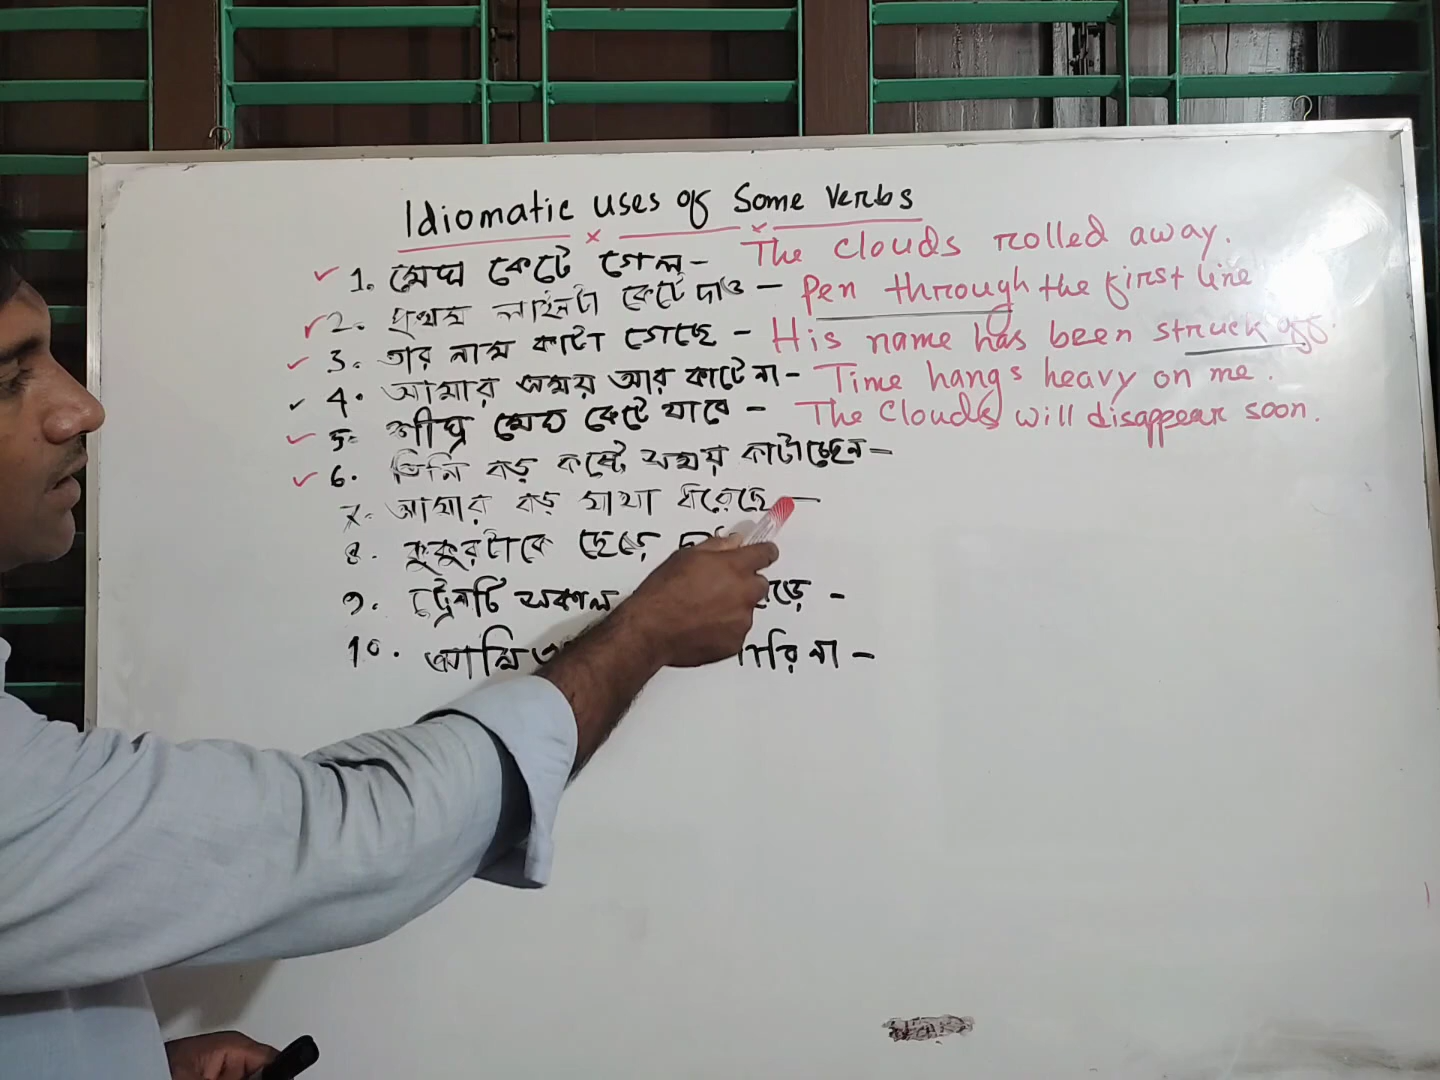 Idiomatic uses of Some Verbs
1. মেঘ কেটে গেল - The Clouds rolled away.
2. প্রথম লাইনটা কেটে দাও - Pen through the first line
3. তার নাম কাটা গেছে - His name has been struck off.
4. আমার সময় আর কাটে না - Time hangs heavy on me.
5. শীঘ্র মেঘ কেটে যাবে - The Clouds will disappear soon.
6. তিনি বড় কষ্টে সময় কাটাচ্ছেন -
7. আমার বড় মাথা ধরেছে -
8. কুকুরটাকে ছেড়ে
9. ট্রেনটি সকাল ছাড়ে -
10. আমি পারি না -